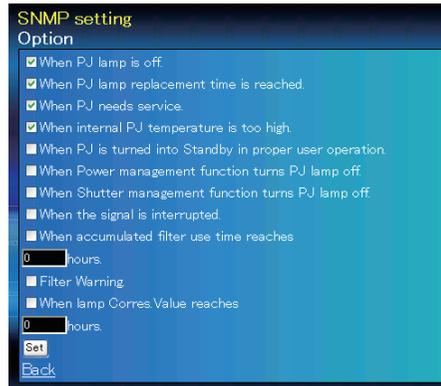 SNMP setting
Option
When PJ lamp is off.
When PJ lamp replacement time is reached.
When PJ needs service.
When internal PJ temperature is too high.
When PJ is turned into Standby in proper user operation.
When Power management function turns PJ lamp off.
When Shutter management function turns PJ lamp off.
When the signal is interrupted.
When accumulated filter use time reaches
0 hours.
Filter Warning.
When lamp Corres.Value reaches
0 hours.
Set
Back